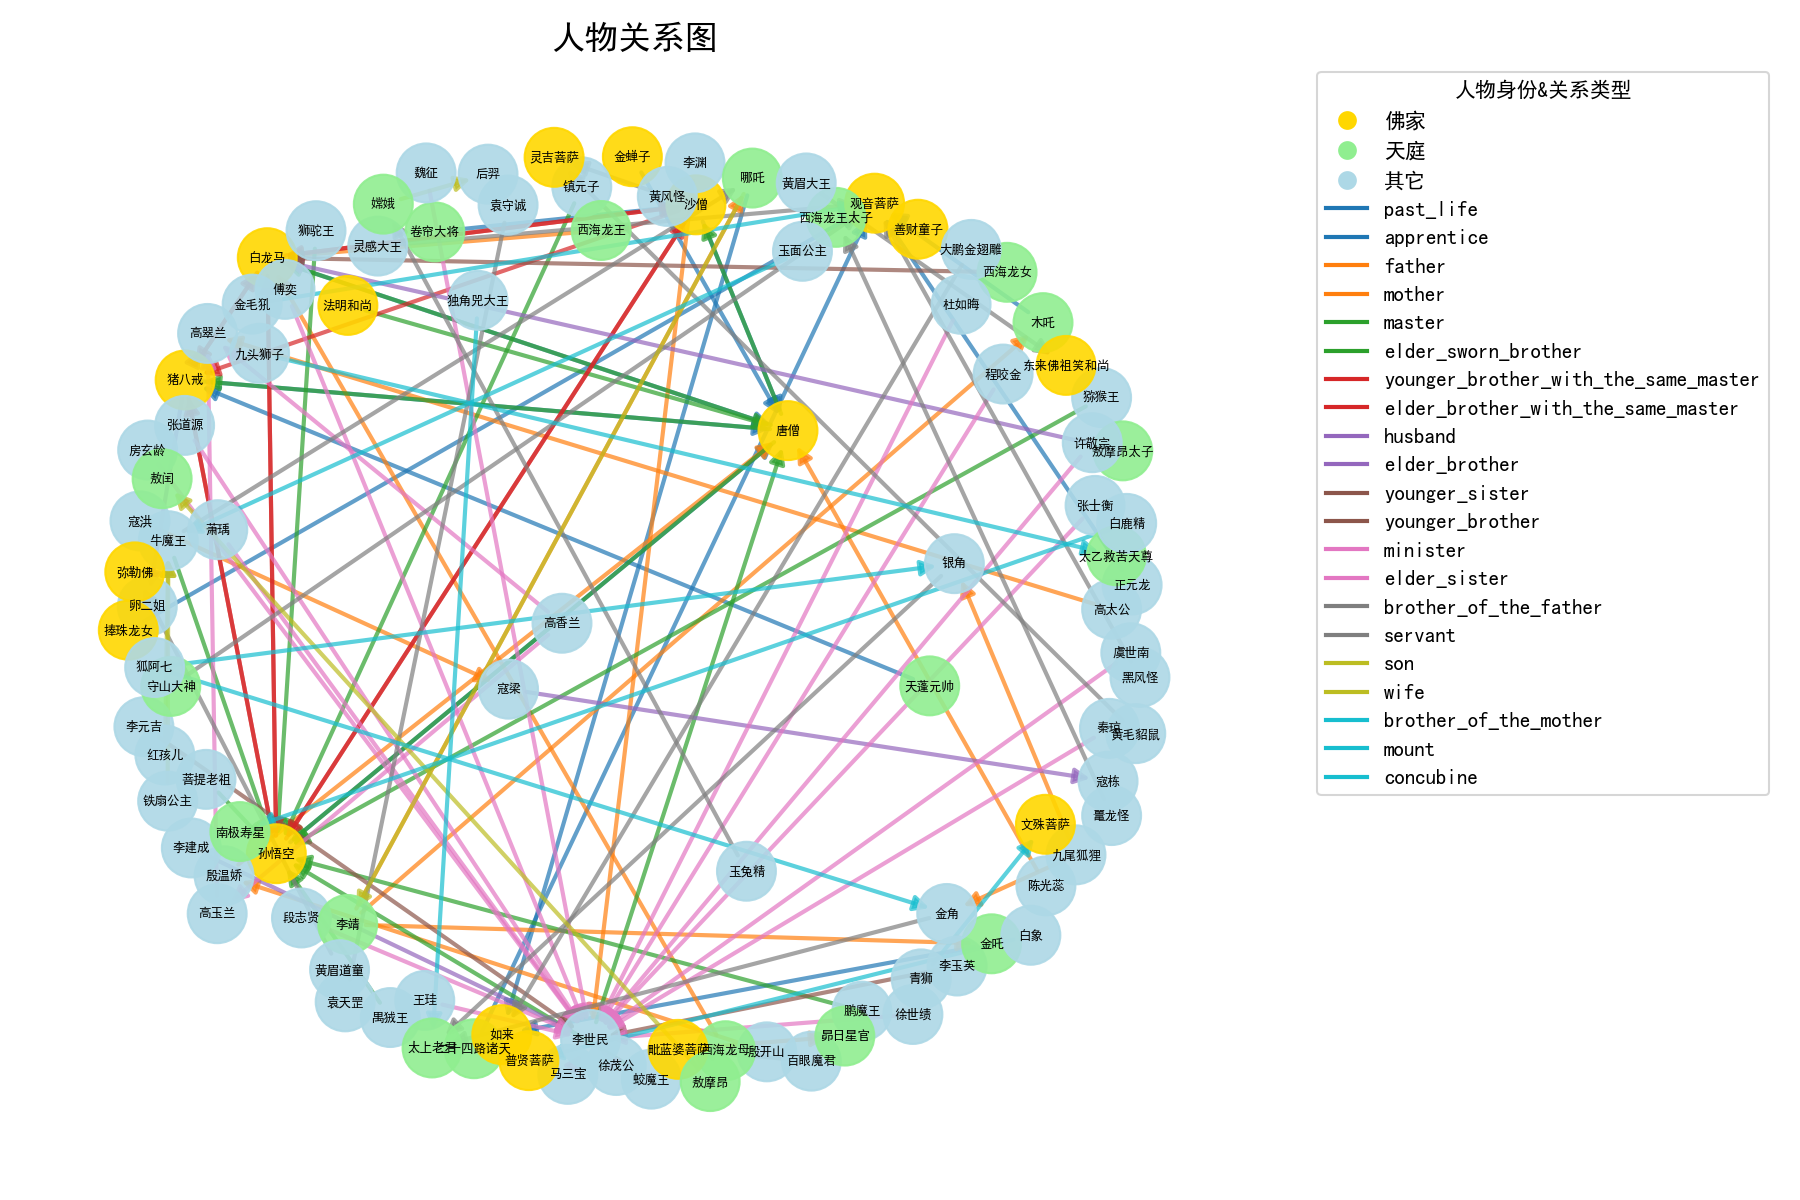 人物关系图
人物身份&关系类型
佛家
天庭
其它
past_life
apprentice
father
mother
master
elder_sworn_brother
younger_brother_with_the_same_master
elder_brother_with_the_same_master
husband
elder_brother
younger_sister
younger_brother
minister
elder_sister
brother_of_the_father
servant
son
wife
brother_of_the_mother
mount
concubine
灵吉菩萨
金蝉子
李渊
魏征
后羿
镇元子
哪吒
黄眉大王
嫦娥
袁守诚
黄风怪
沙僧
观音菩萨
西海龙王太子
狮驼王
卷帘大将
西海龙王
善财童子
灵感大王
玉面公主
大鹏金翅雕
白龙马
西海龙女
傅奕
金毛犼
法明和尚
独角兕大王
杜如晦
木吒
高翠兰
九头狮子
东来佛祖笑和尚
程咬金
猪八戒
猕猴王
张道源
唐僧
许敬宗
敖摩昂太子
房玄龄
敖闰
张士衡
白鹿精
寇洪
萧瑀
牛魔王
太乙救苦天尊
银角
弥勒佛
正元龙
卵二姐
高太公
捧珠龙女
高香兰
虞世南
狐阿七
黑风怪
守山大神
寇梁
天蓬元帅
李元吉
秦琼
黄毛貂鼠
红孩儿
菩提老祖
寇栋
铁扇公主
鼍龙怪
南极寿星
文殊菩萨
李建成
孙悟空
九尾狐狸
殷温娇
玉兔精
陈光蕊
高玉兰
段志贤
李靖
金角
白象
金吒
黄眉道童
李玉英
青狮
袁天罡
王珪
禺狨王
鹏魔王
徐世绩
如来
李世民
昴日星官
太上老君
十四路诸天
毗蓝婆菩萨
西海龙母
殷开山
普贤菩萨
百眼魔君
马三宝
徐茂公
蛟魔王
敖摩昂